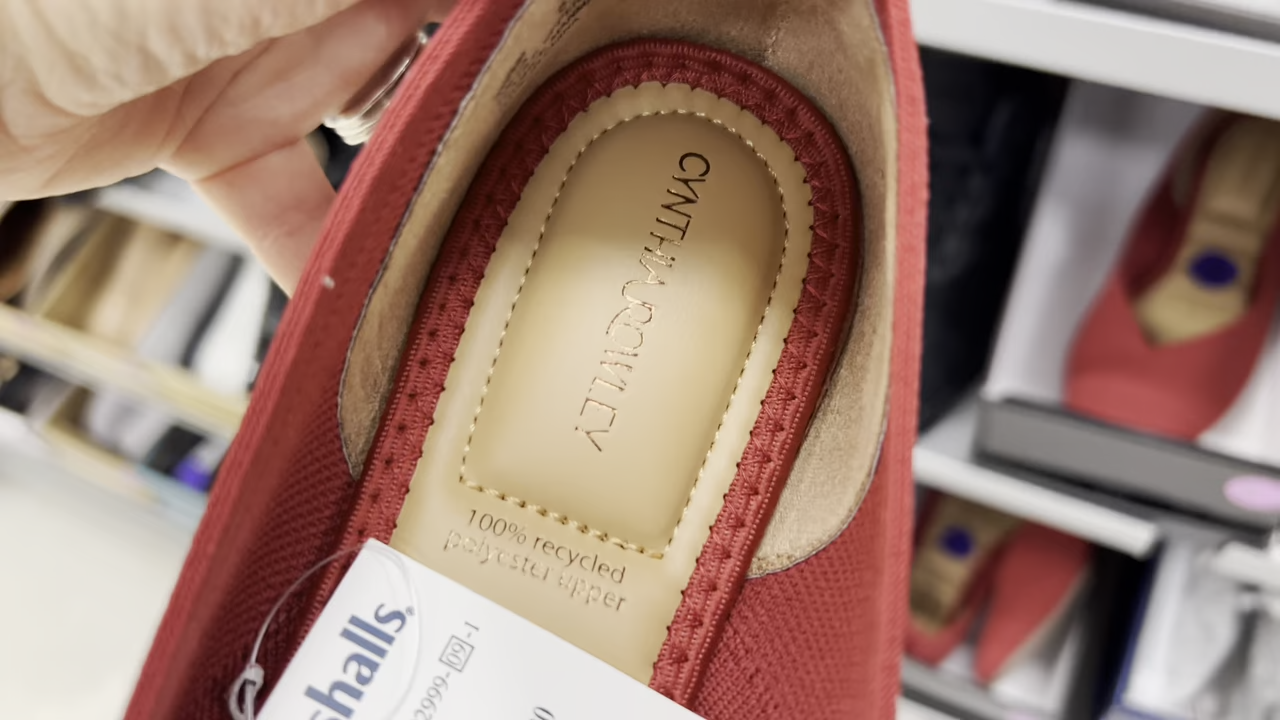 CYNTHIA ROWLEY
100% recycled
polyester upper
shalls®
2999-09-1